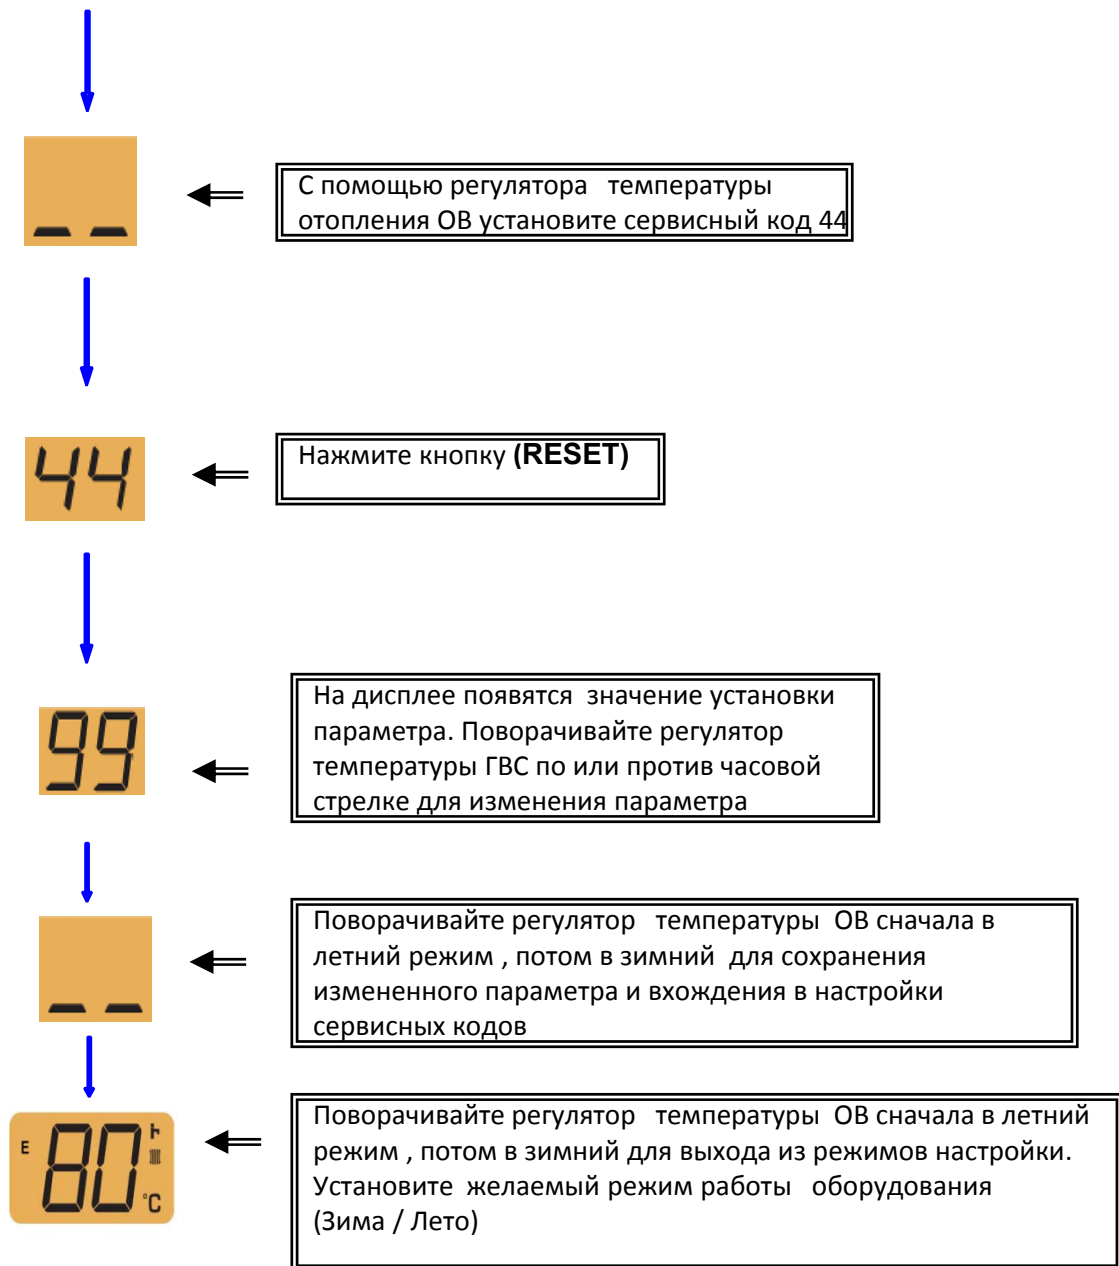 _ _
С помощью регулятора температуры
отопления ОВ установите сервисный код 44
44
Нажмите кнопку (RESET)
99
На дисплее появятся значение установки
параметра. Поворачивайте регулятор
температуры ГВС по или против часовой
стрелке для изменения параметра
_ _
Поворачивайте регулятор температуры ОВ сначала в
летний режим , потом в зимний для сохранения
измененного параметра и вхождения в настройки
сервисных кодов
E 80 °C
Поворачивайте регулятор температуры ОВ сначала в летний
режим , потом в зимний для выхода из режимов настройки.
Установите желаемый режим работы оборудования
(Зима / Лето)